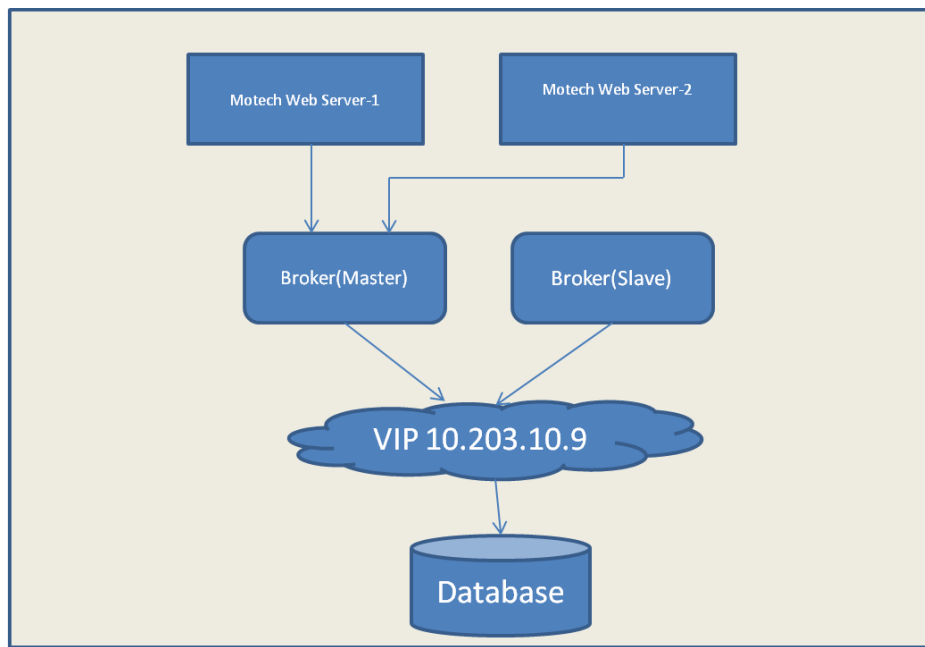 Motech Web Server-1
Motech Web Server-2
Broker(Master)
Broker(Slave)
VIP 10.203.10.9
Database